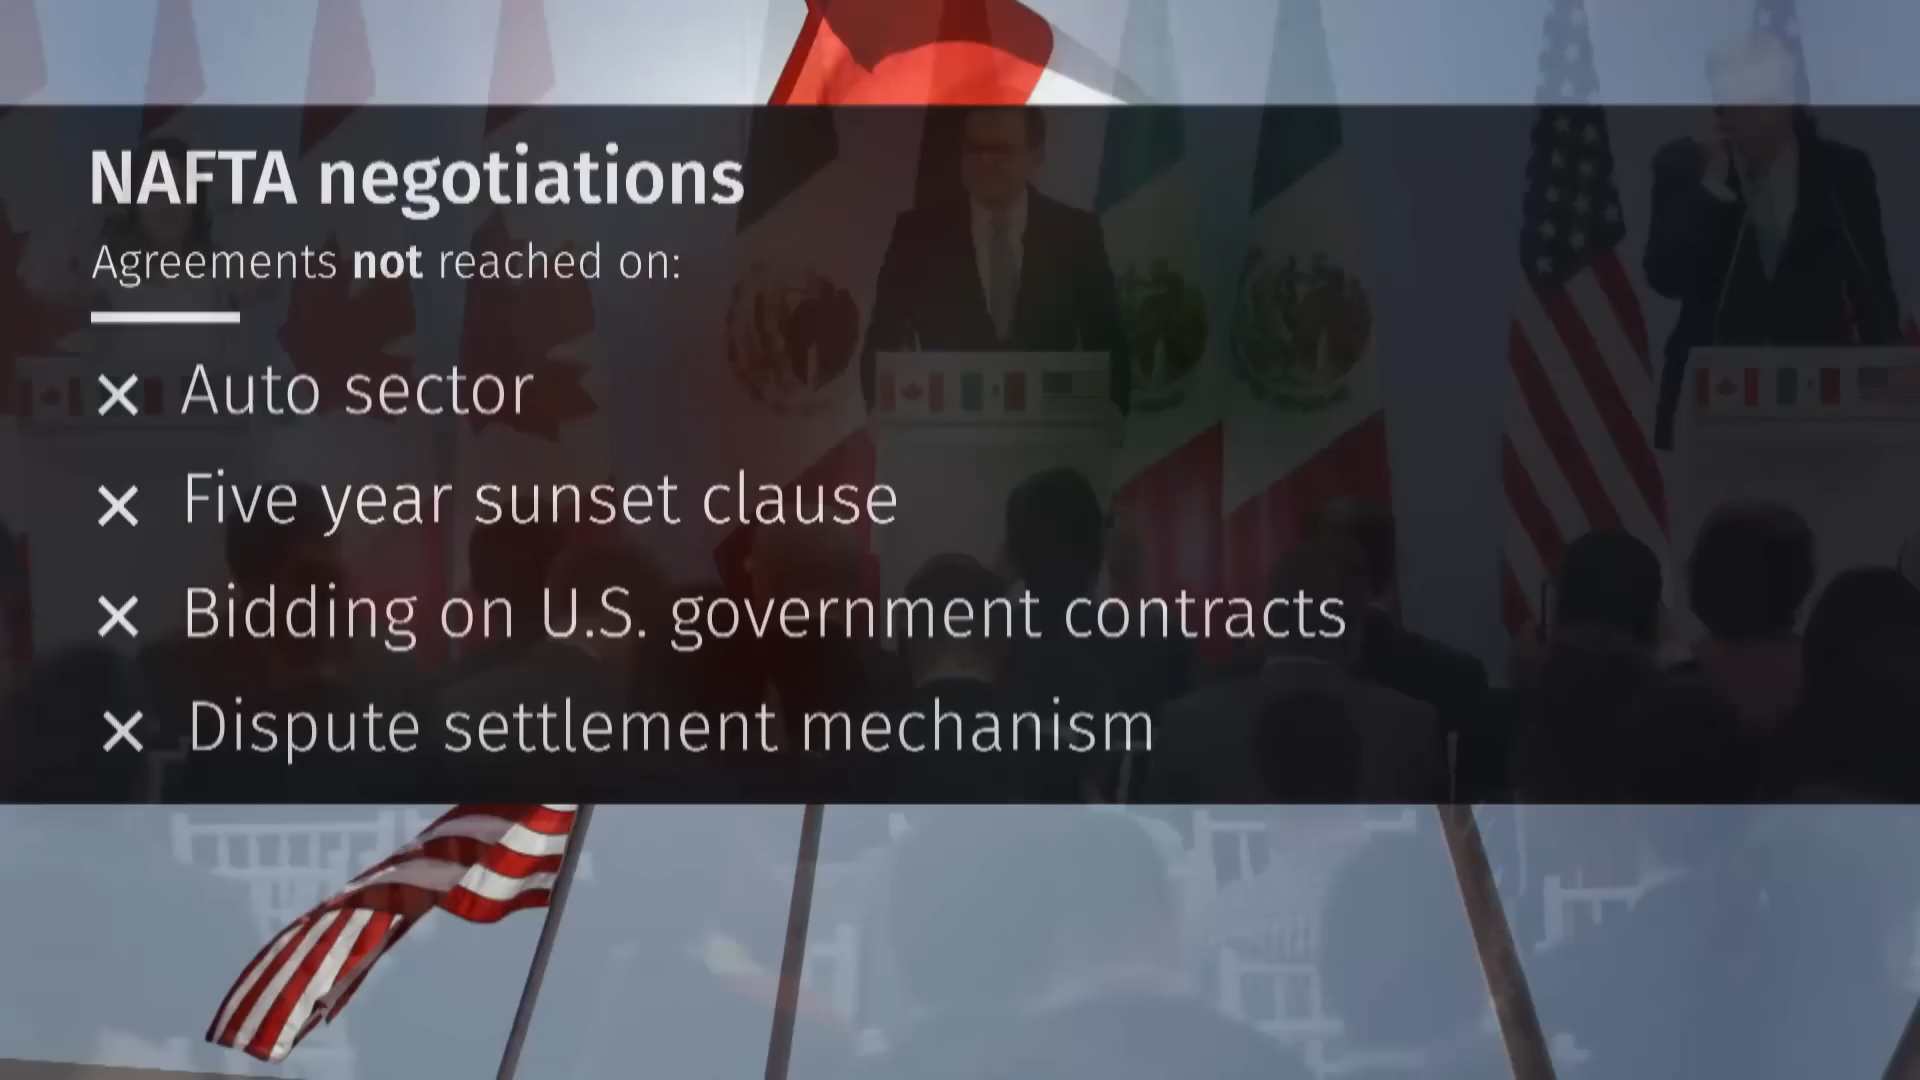 NAFTA negotiations
Agreements not reached on:
Auto sector
Five year sunset clause
Bidding on U.S. government contracts
Dispute settlement mechanism